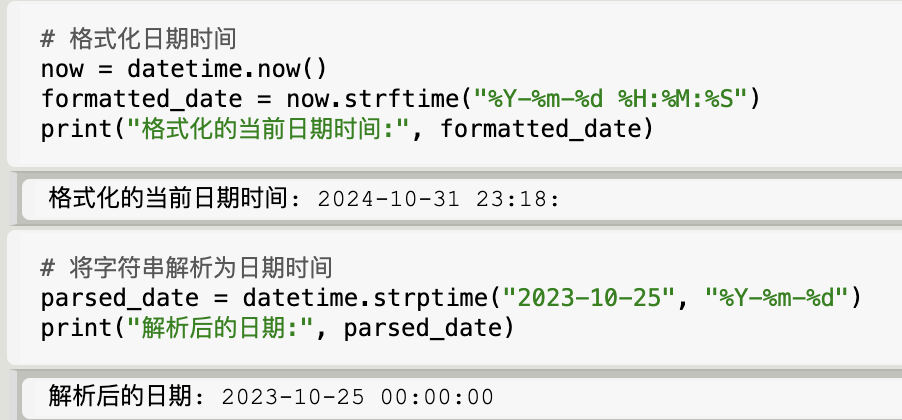 # 格式化日期时间
now = datetime.now()
formatted_date = now.strftime("%Y-%m-%d %H:%M:%S")
print("格式化的当前日期时间:", formatted_date)
格式化的当前日期时间: 2024-10-31 23:18:
# 将字符串解析为日期时间
parsed_date = datetime.strptime("2023-10-25", "%Y-%m-%d")
print("解析后的日期:", parsed_date)
解析后的日期: 2023-10-25 00:00:00